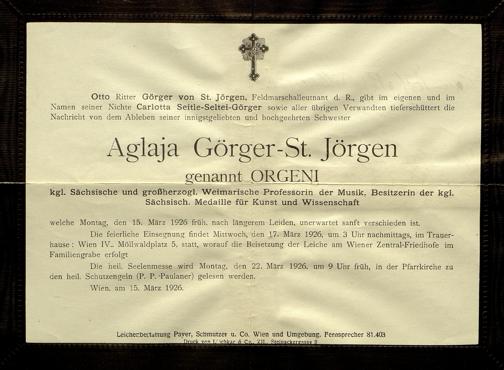 Otto Ritter Görger von St. Jörgen, Feldmarschalleutnant d. R., gibt im eigenen und im
Namen seiner Nichte Carlotta Seitle-Seltei-Görger sowie aller übrigen Verwandten tieferschüttert die
Nachricht von dem Ableben seiner innigstgeliebten und hochgeehrten Schwester
Aglaja Görger-St. Jörgen
genannt ORGENI
kgl. Sächsische und großherzogl. Weimarische Professorin der Musik, Besitzerin der kgl.
Sächsisch. Medaille für Kunst und Wissenschaft
welche Montag, den 15. März 1926 früh, nach längerem Leiden, unerwartet sanft verschieden ist.
Die feierliche Einsegnung findet Mittwoch, den 17. März 1926, um 3 Uhr nachmittags, im Trauer-
hause: Wien IV., Möllwaldplatz 5, statt, worauf die Beisetzung der Leiche am Wiener Zentral-Friedhofe im
Familiengrabe erfolgt
Die heil. Seelenmesse wird Montag, den 22. März 1926, um 9 Uhr früh, in der Pfarrkirche zu
den heil. Schutzengeln (P. P. Paulaner) gelesen werden.
Wien, am 15. März 1926.
Leichenbestattung Payer, Schmutzer u. Co. Wien und Umgebung. Fernsprecher 81.403
Druck von & Co.,